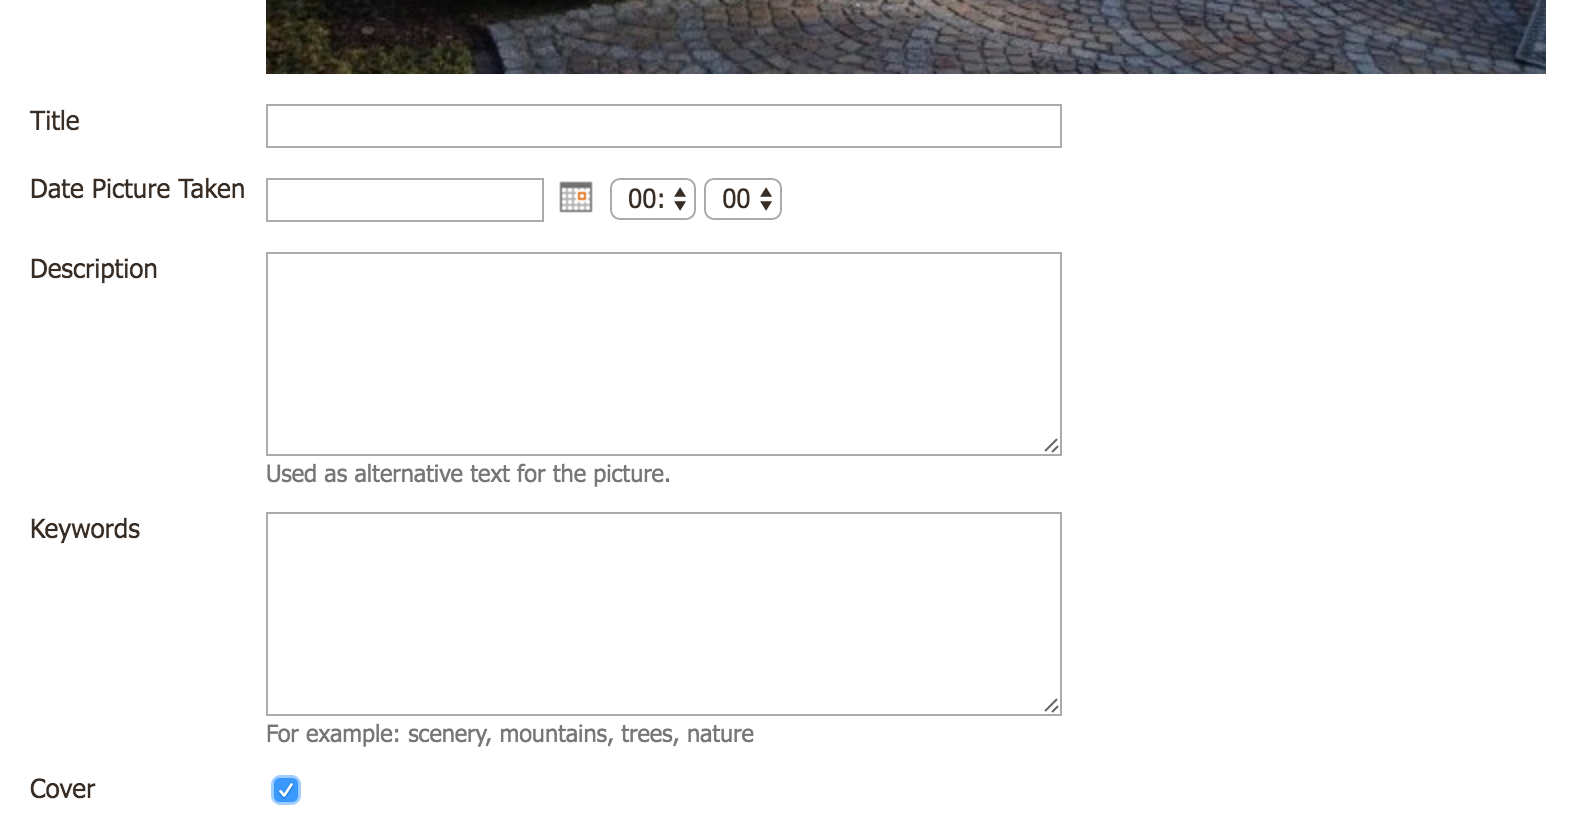 Title
Date Picture Taken 00: 00
Description
Used as alternative text for the picture.
Keywords
For example: scenery, mountains, trees, nature
Cover